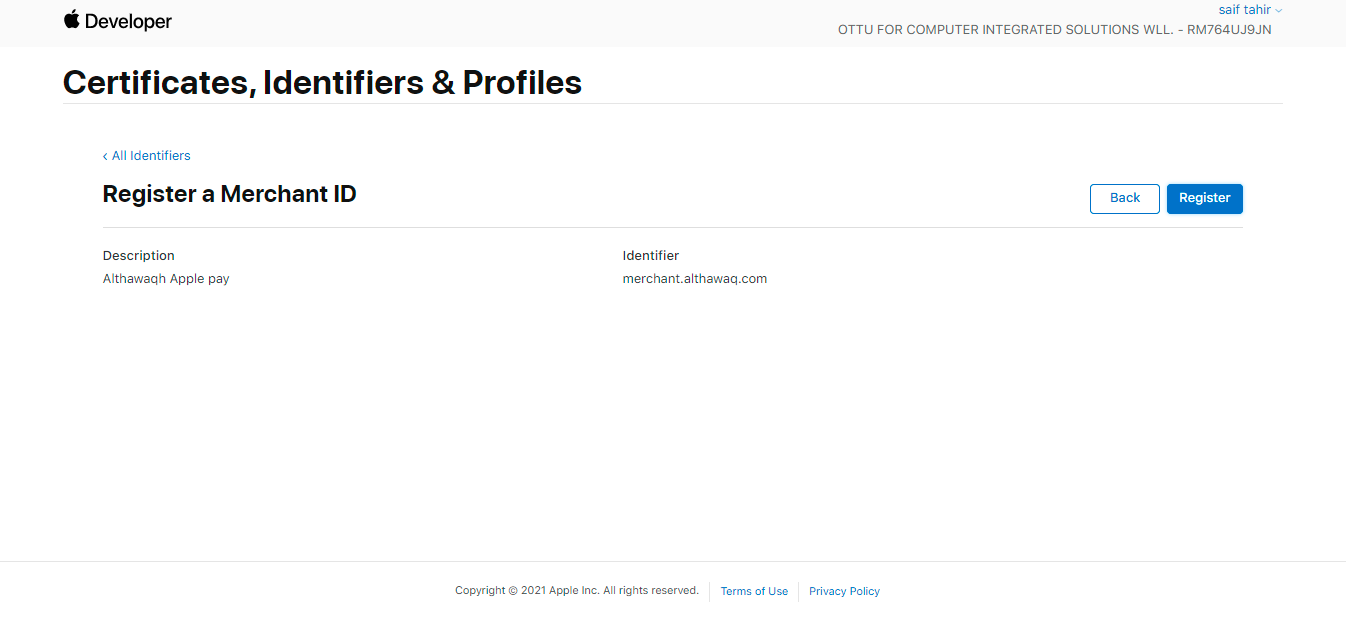 Developer
saif tahir
OTTU FOR COMPUTER INTEGRATED SOLUTIONS WLL. - RM764UJ9JN
Certificates, Identifiers & Profiles
‹ All Identifiers
Register a Merchant ID
Back
Register
Description
Identifier
Althawaqh Apple pay
merchant.althawaq.com
Copyright © 2021 Apple Inc. All rights reserved.
Terms of Use
Privacy Policy